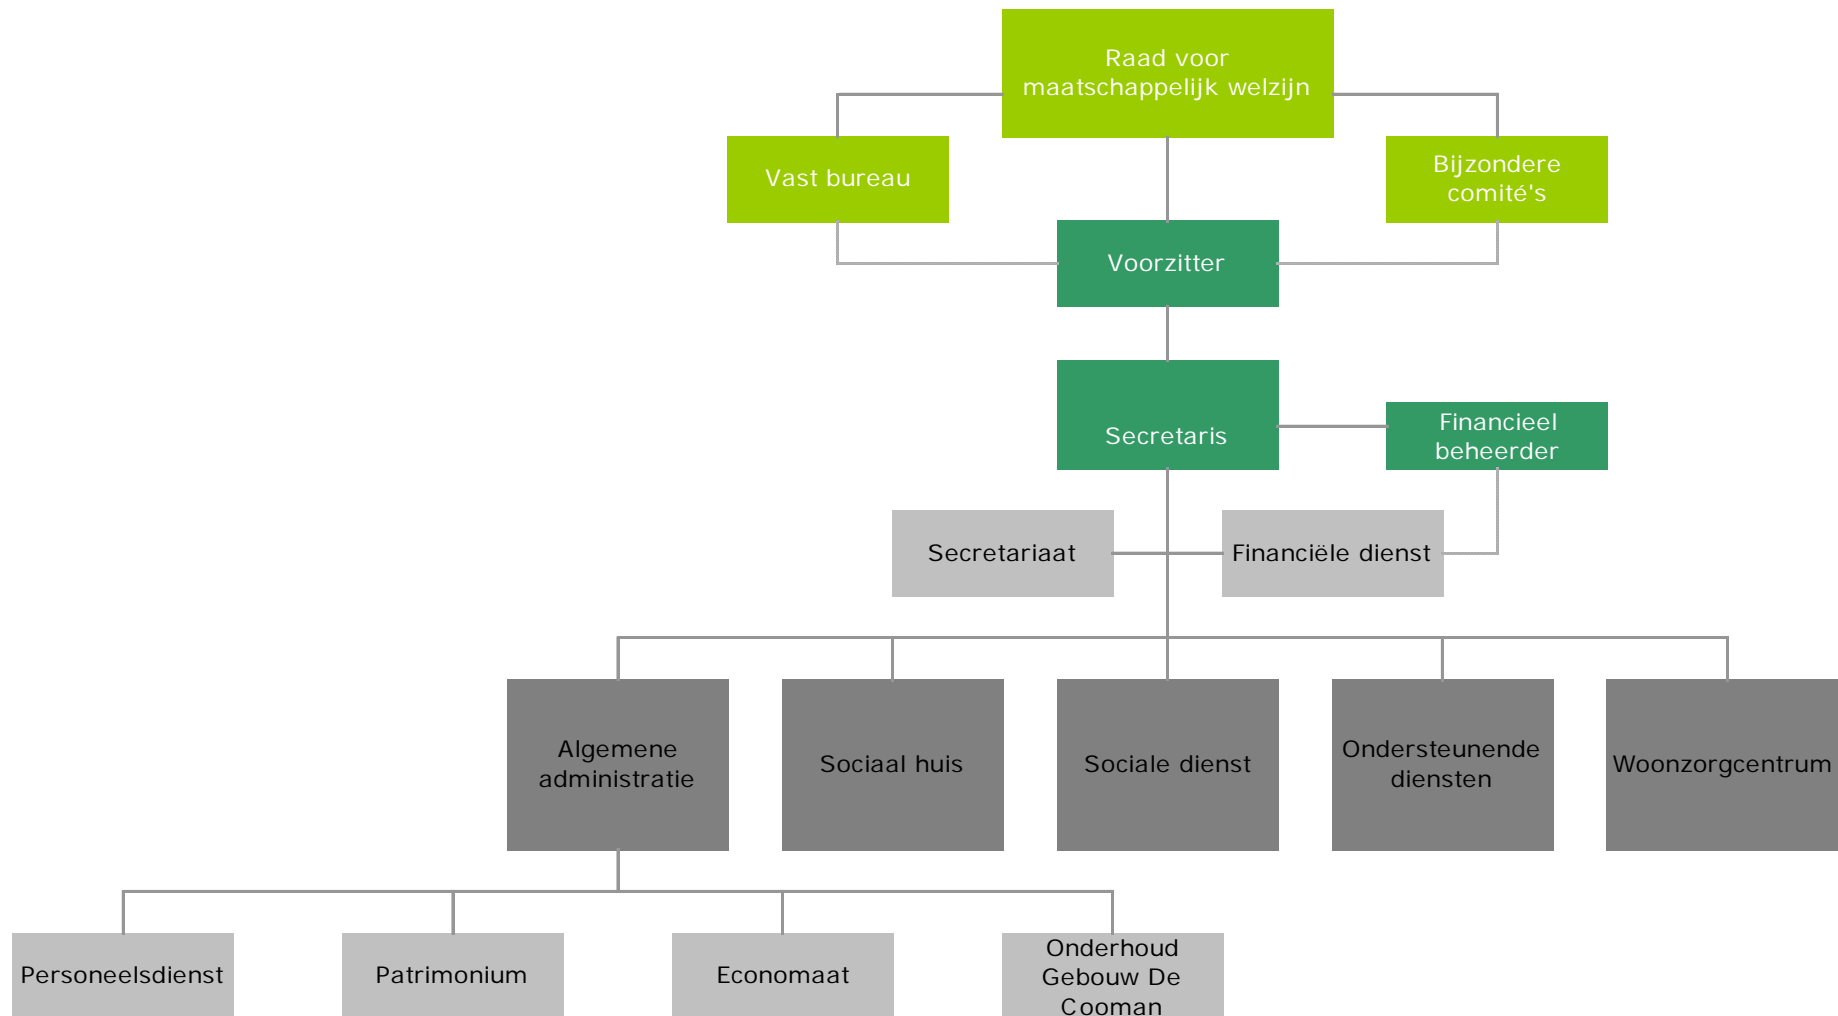 Raad voor
maatschappelijk welzijn
Vast bureau
Bijzondere
comité's
Voorzitter
Secretaris
Financieel
beheerder
Secretariaat
Financiële dienst
Algemene
administratie
Sociaal huis
Sociale dienst
Ondersteunende
diensten
Woonzorgcentrum
Personeelsdienst
Patrimonium
Economaat
Onderhoud
Gebouw De
Cooman